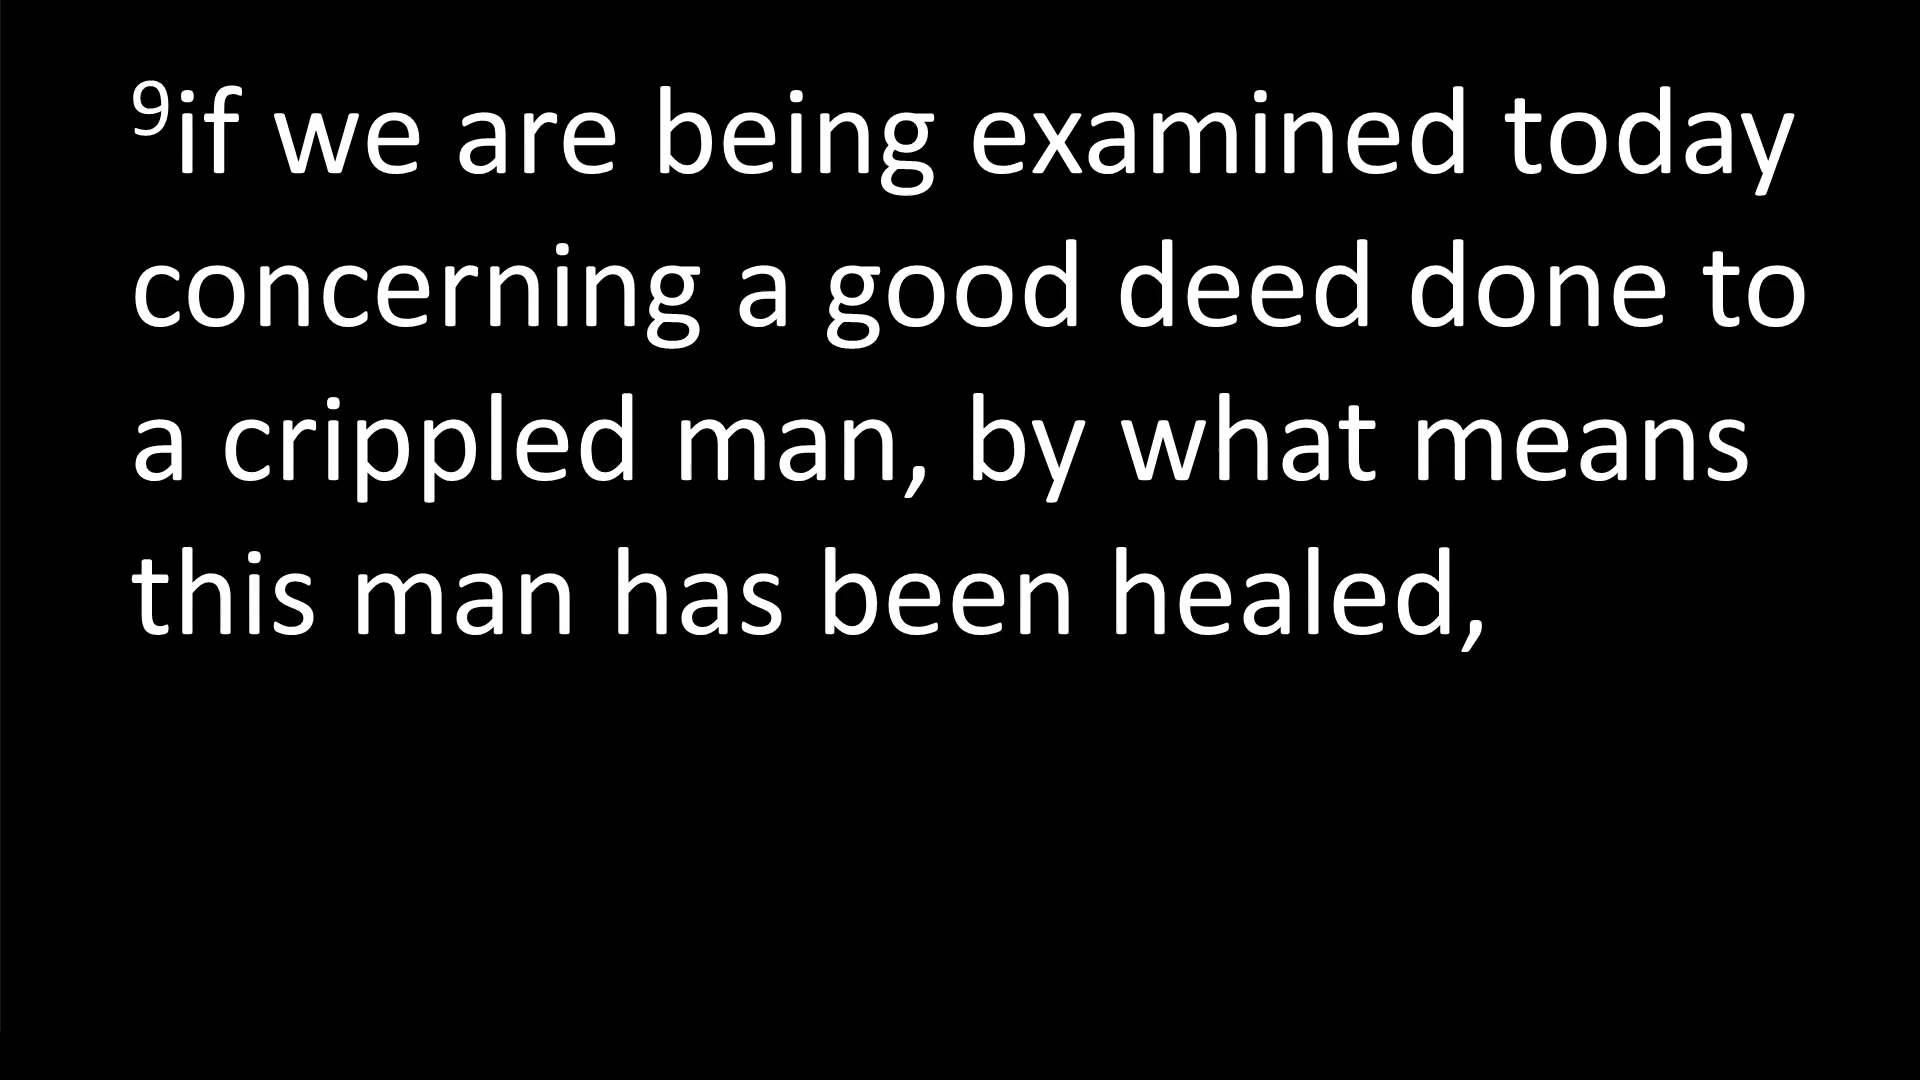 9if we are being examined today
concerning a good deed done to
a crippled man, by what means
this man has been healed,